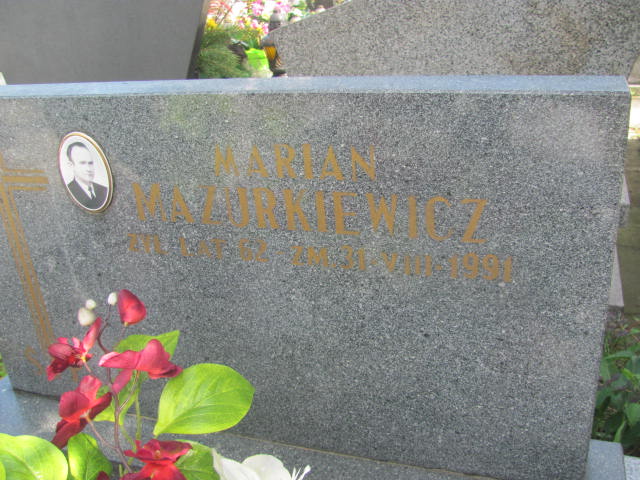 MARIAN
MAZURKIEWICZ
ŻYŁ LAT 62 - ZM. 31-VIII-1991